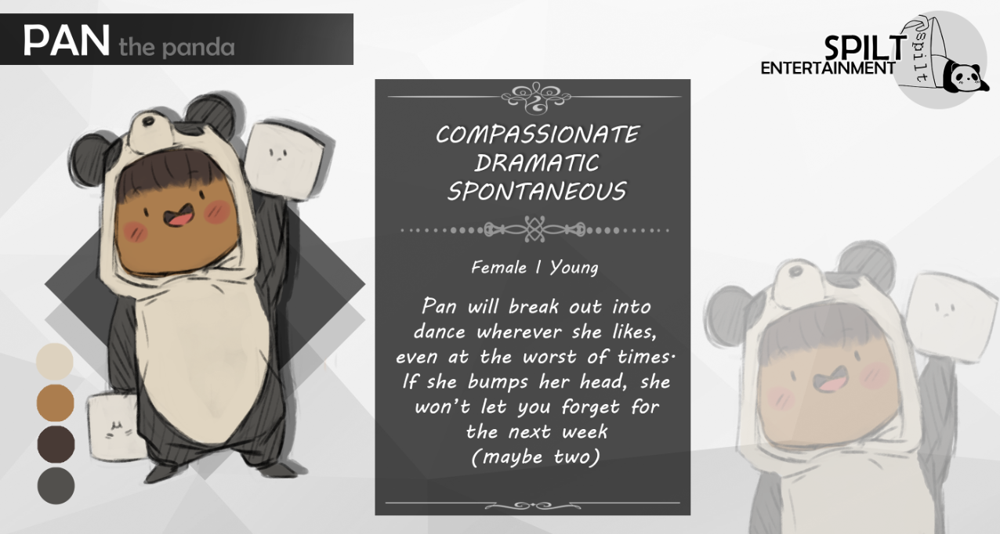 PAN the panda
SPILT
ENTERTAINMENT
spilt
COMPASSIONATE
DRAMATIC
SPONTANEOUS
Female | Young
Pan will break out into
dance wherever she likes,
even at the worst of times.
If she bumps her head, she
won't let you forget for
the next week
(maybe two)